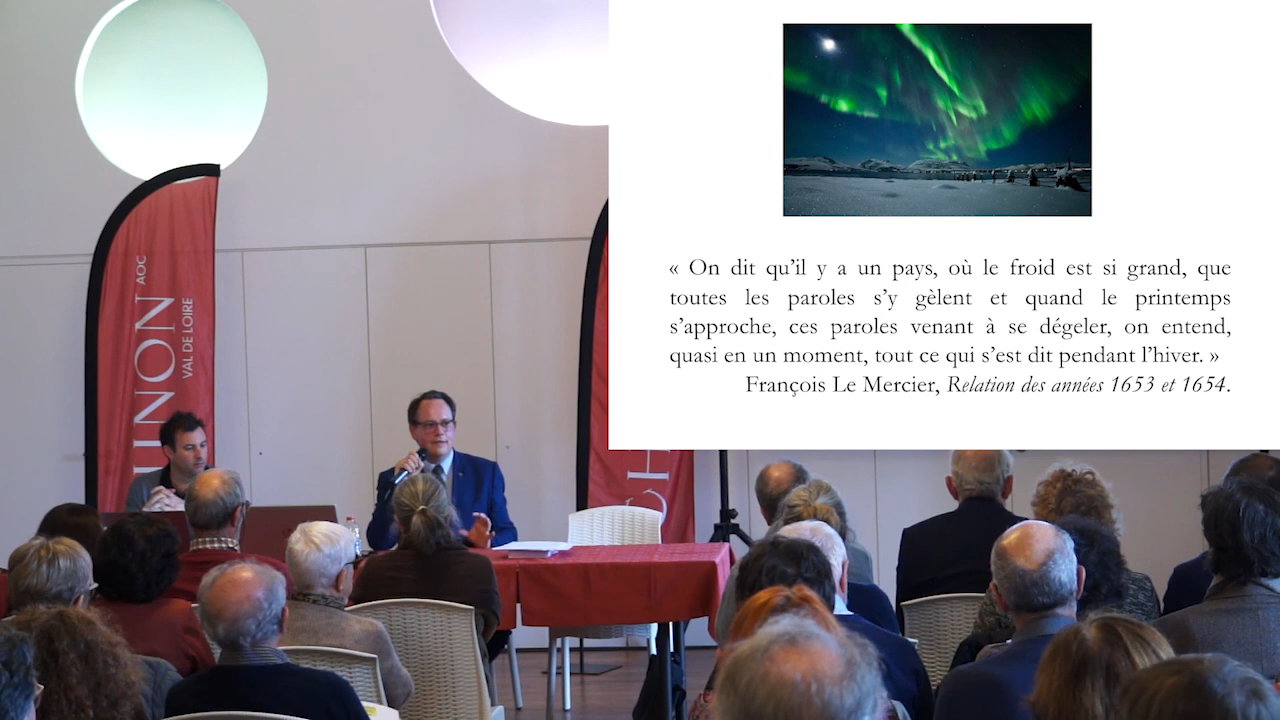 CHINON AOC
VAL DE LOIRE
CH
« On dit qu’il y a un pays, où le froid est si grand, que
toutes les paroles s’y gèlent et quand le printemps
s’approche, ces paroles venant à se dégeler, on entend,
quasi en un moment, tout ce qui s’est dit pendant l’hiver. »
François Le Mercier, Relation des années 1653 et 1654.